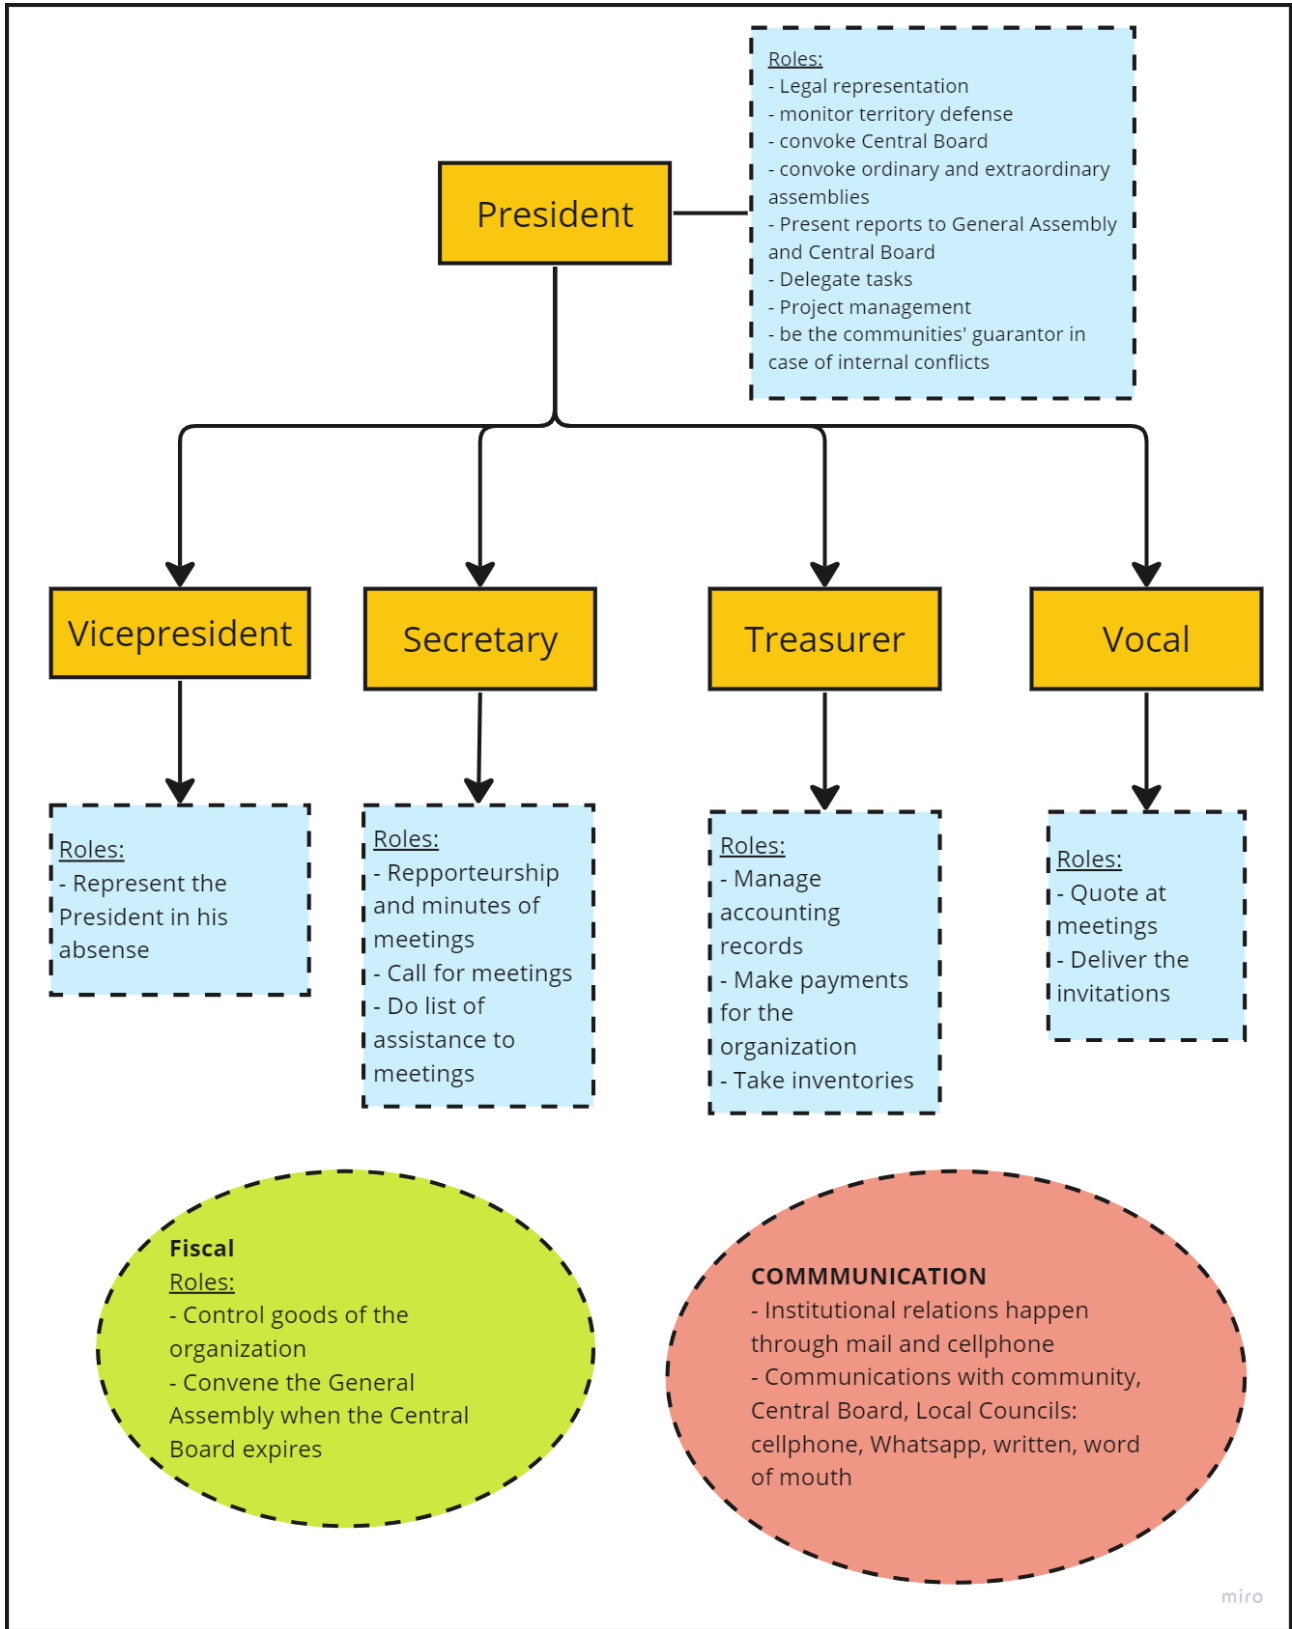 Roles:
- Legal representation
- monitor territory defense
- convoke Central Board
- convoke ordinary and extraordinary
assemblies
- Present reports to General Assembly
and Central Board
- Delegate tasks
- Project management
- be the communities' guarantor in
case of internal conflicts
President
Vicepresident
Secretary
Treasurer
Vocal
Roles:
- Represent the
President in his
absense
Roles:
- Repporteurship
and minutes of
meetings
- Call for meetings
- Do list of
assistance to
meetings
Roles:
- Manage
accounting
records
- Make payments
for the
organization
- Take inventories
Roles:
- Quote at
meetings
- Deliver the
invitations
Fiscal
Roles:
- Control goods of the
organization
- Convene the General
Assembly when the Central
Board expires
COMMMUNICATION
- Institutional relations happen
through mail and cellphone
- Communications with community,
Central Board, Local Councils:
cellphone, Whatsapp, written, word
of mouth
miro